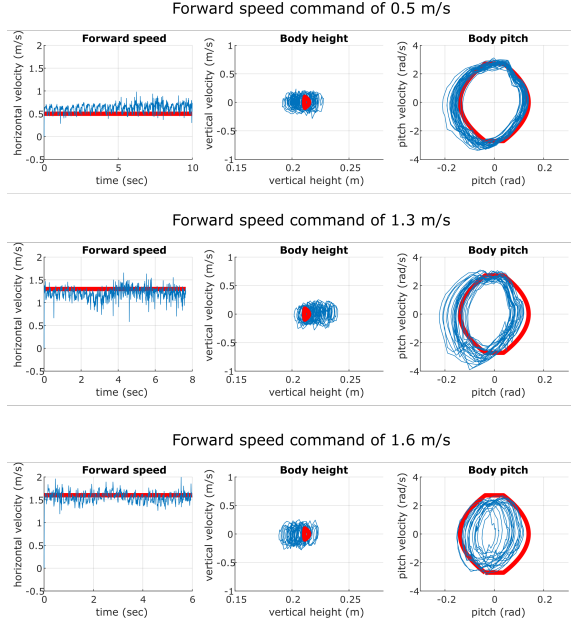 Forward speed command of 0.5 m/s
Forward speed
horizontal velocity (m/s)
2
1.5
1
0.5
0
-0.5
0
5
10
time (sec)
Body height
vertical velocity (m/s)
1
0.5
0
-0.5
-1
0.15
0.2
0.25
vertical height (m)
Body pitch
pitch velocity (rad/s)
4
2
0
-2
-4
-0.2
0
0.2
pitch (rad)
Forward speed command of 1.3 m/s
Forward speed
horizontal velocity (m/s)
2
1.5
1
0.5
0
-0.5
0
2
4
6
8
time (sec)
Body height
vertical velocity (m/s)
1
0.5
0
-0.5
-1
0.15
0.2
0.25
vertical height (m)
Body pitch
pitch velocity (rad/s)
4
2
0
-2
-4
-0.2
0
0.2
pitch (rad)
Forward speed command of 1.6 m/s
Forward speed
horizontal velocity (m/s)
2
1.5
1
0.5
0
-0.5
0
2
4
6
time (sec)
Body height
vertical velocity (m/s)
1
0.5
0
-0.5
-1
0.15
0.2
0.25
vertical height (m)
Body pitch
pitch velocity (rad/s)
4
2
0
-2
-4
-0.2
0
0.2
pitch (rad)